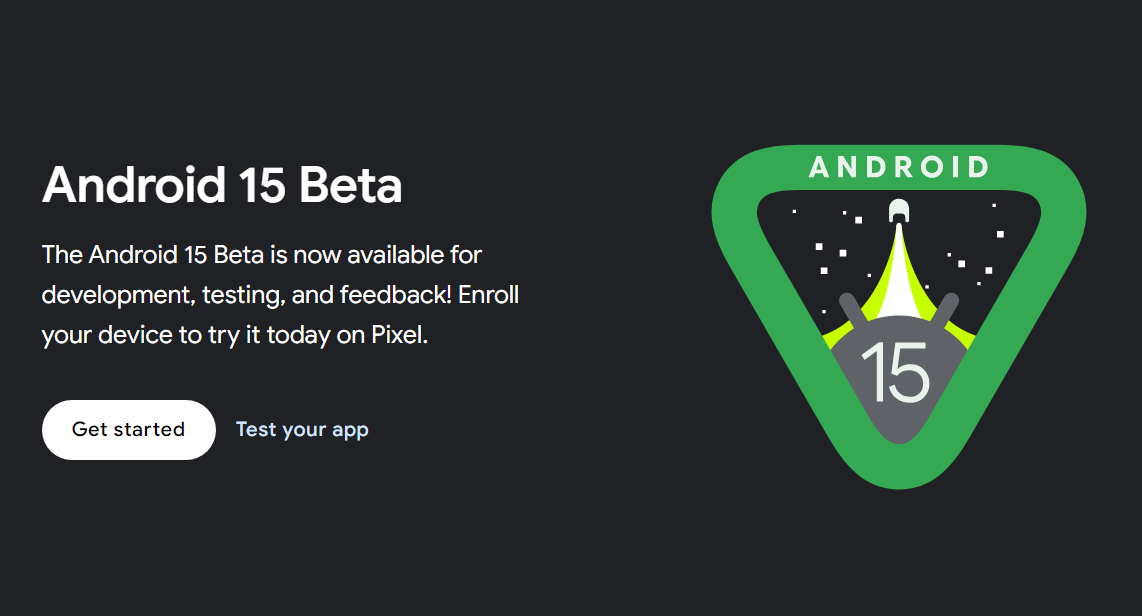 Android 15 Beta
The Android 15 Beta is now available for
development, testing, and feedback! Enroll
your device to try it today on Pixel.
Get started
Test your app
ANDROID
15